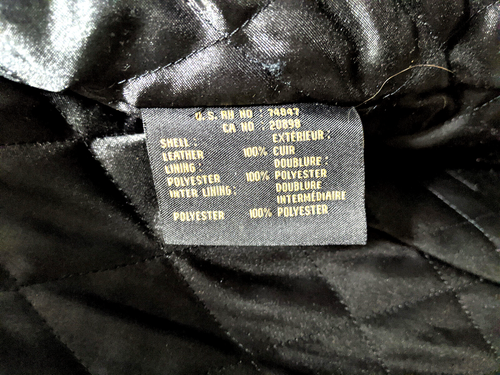 U. S. RN NO : 74847
CA NO : 20898
SHELL : EXTÉRIEUR :
LEATHER 100% CUIR
LINING : DOUBLURE :
POLYESTER 100% POLYESTER
INTER LINING : DOUBLURE
INTERMÉDIAIRE
POLYESTER 100% POLYESTER